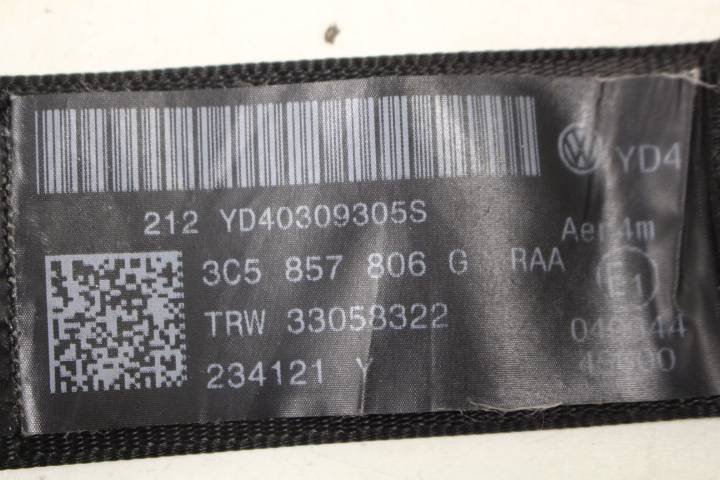 YD4
212 YD40309305S
Aer4m
3C5 857 806 G RAA
E1
TRW 33058322
234121 Y